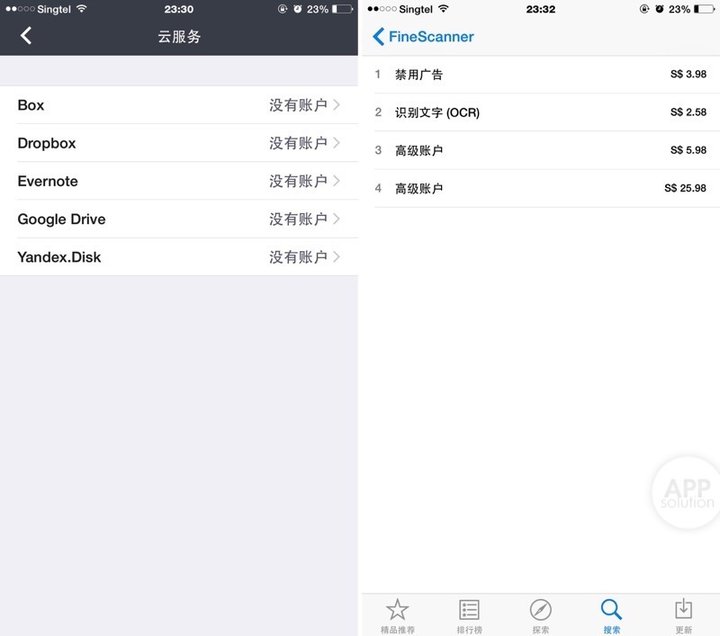 Singtel 23:30 23%
云服务
Box 没有账户
Dropbox 没有账户
Evernote 没有账户
Google Drive 没有账户
Yandex.Disk 没有账户
Singtel 23:32 23%
FineScanner
1 禁用广告 S$ 3.98
2 识别文字 (OCR) S$ 2.58
3 高级账户 S$ 5.98
4 高级账户 S$ 25.98
APP
solution
精品推荐 排行榜 探索 搜索 更新